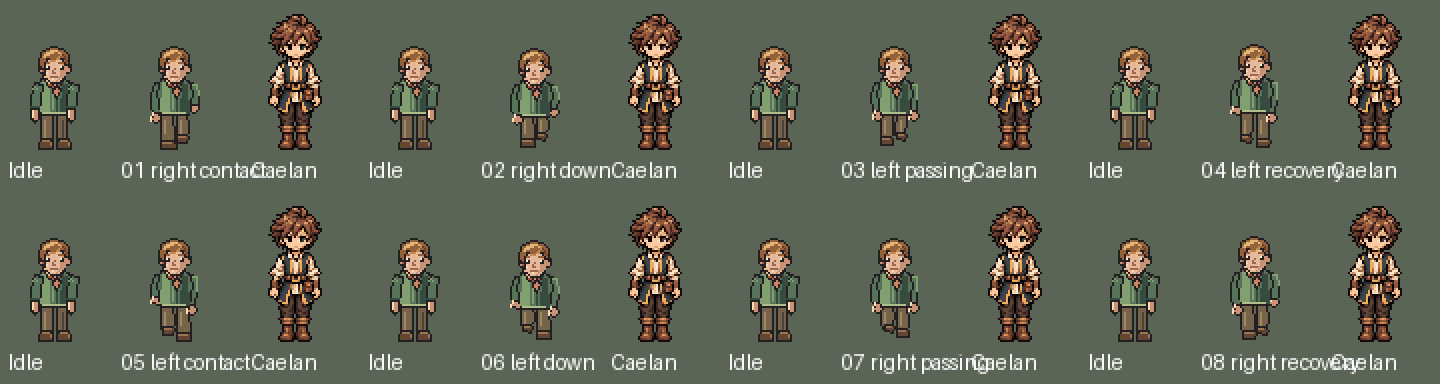 Idle 01 right contact Caelan Idle 02 right down Caelan Idle 03 left passing Caelan Idle 04 left recovery Caelan
Idle 05 left contact Caelan Idle 06 left down Caelan Idle 07 right passing Caelan Idle 08 right recovery Caelan